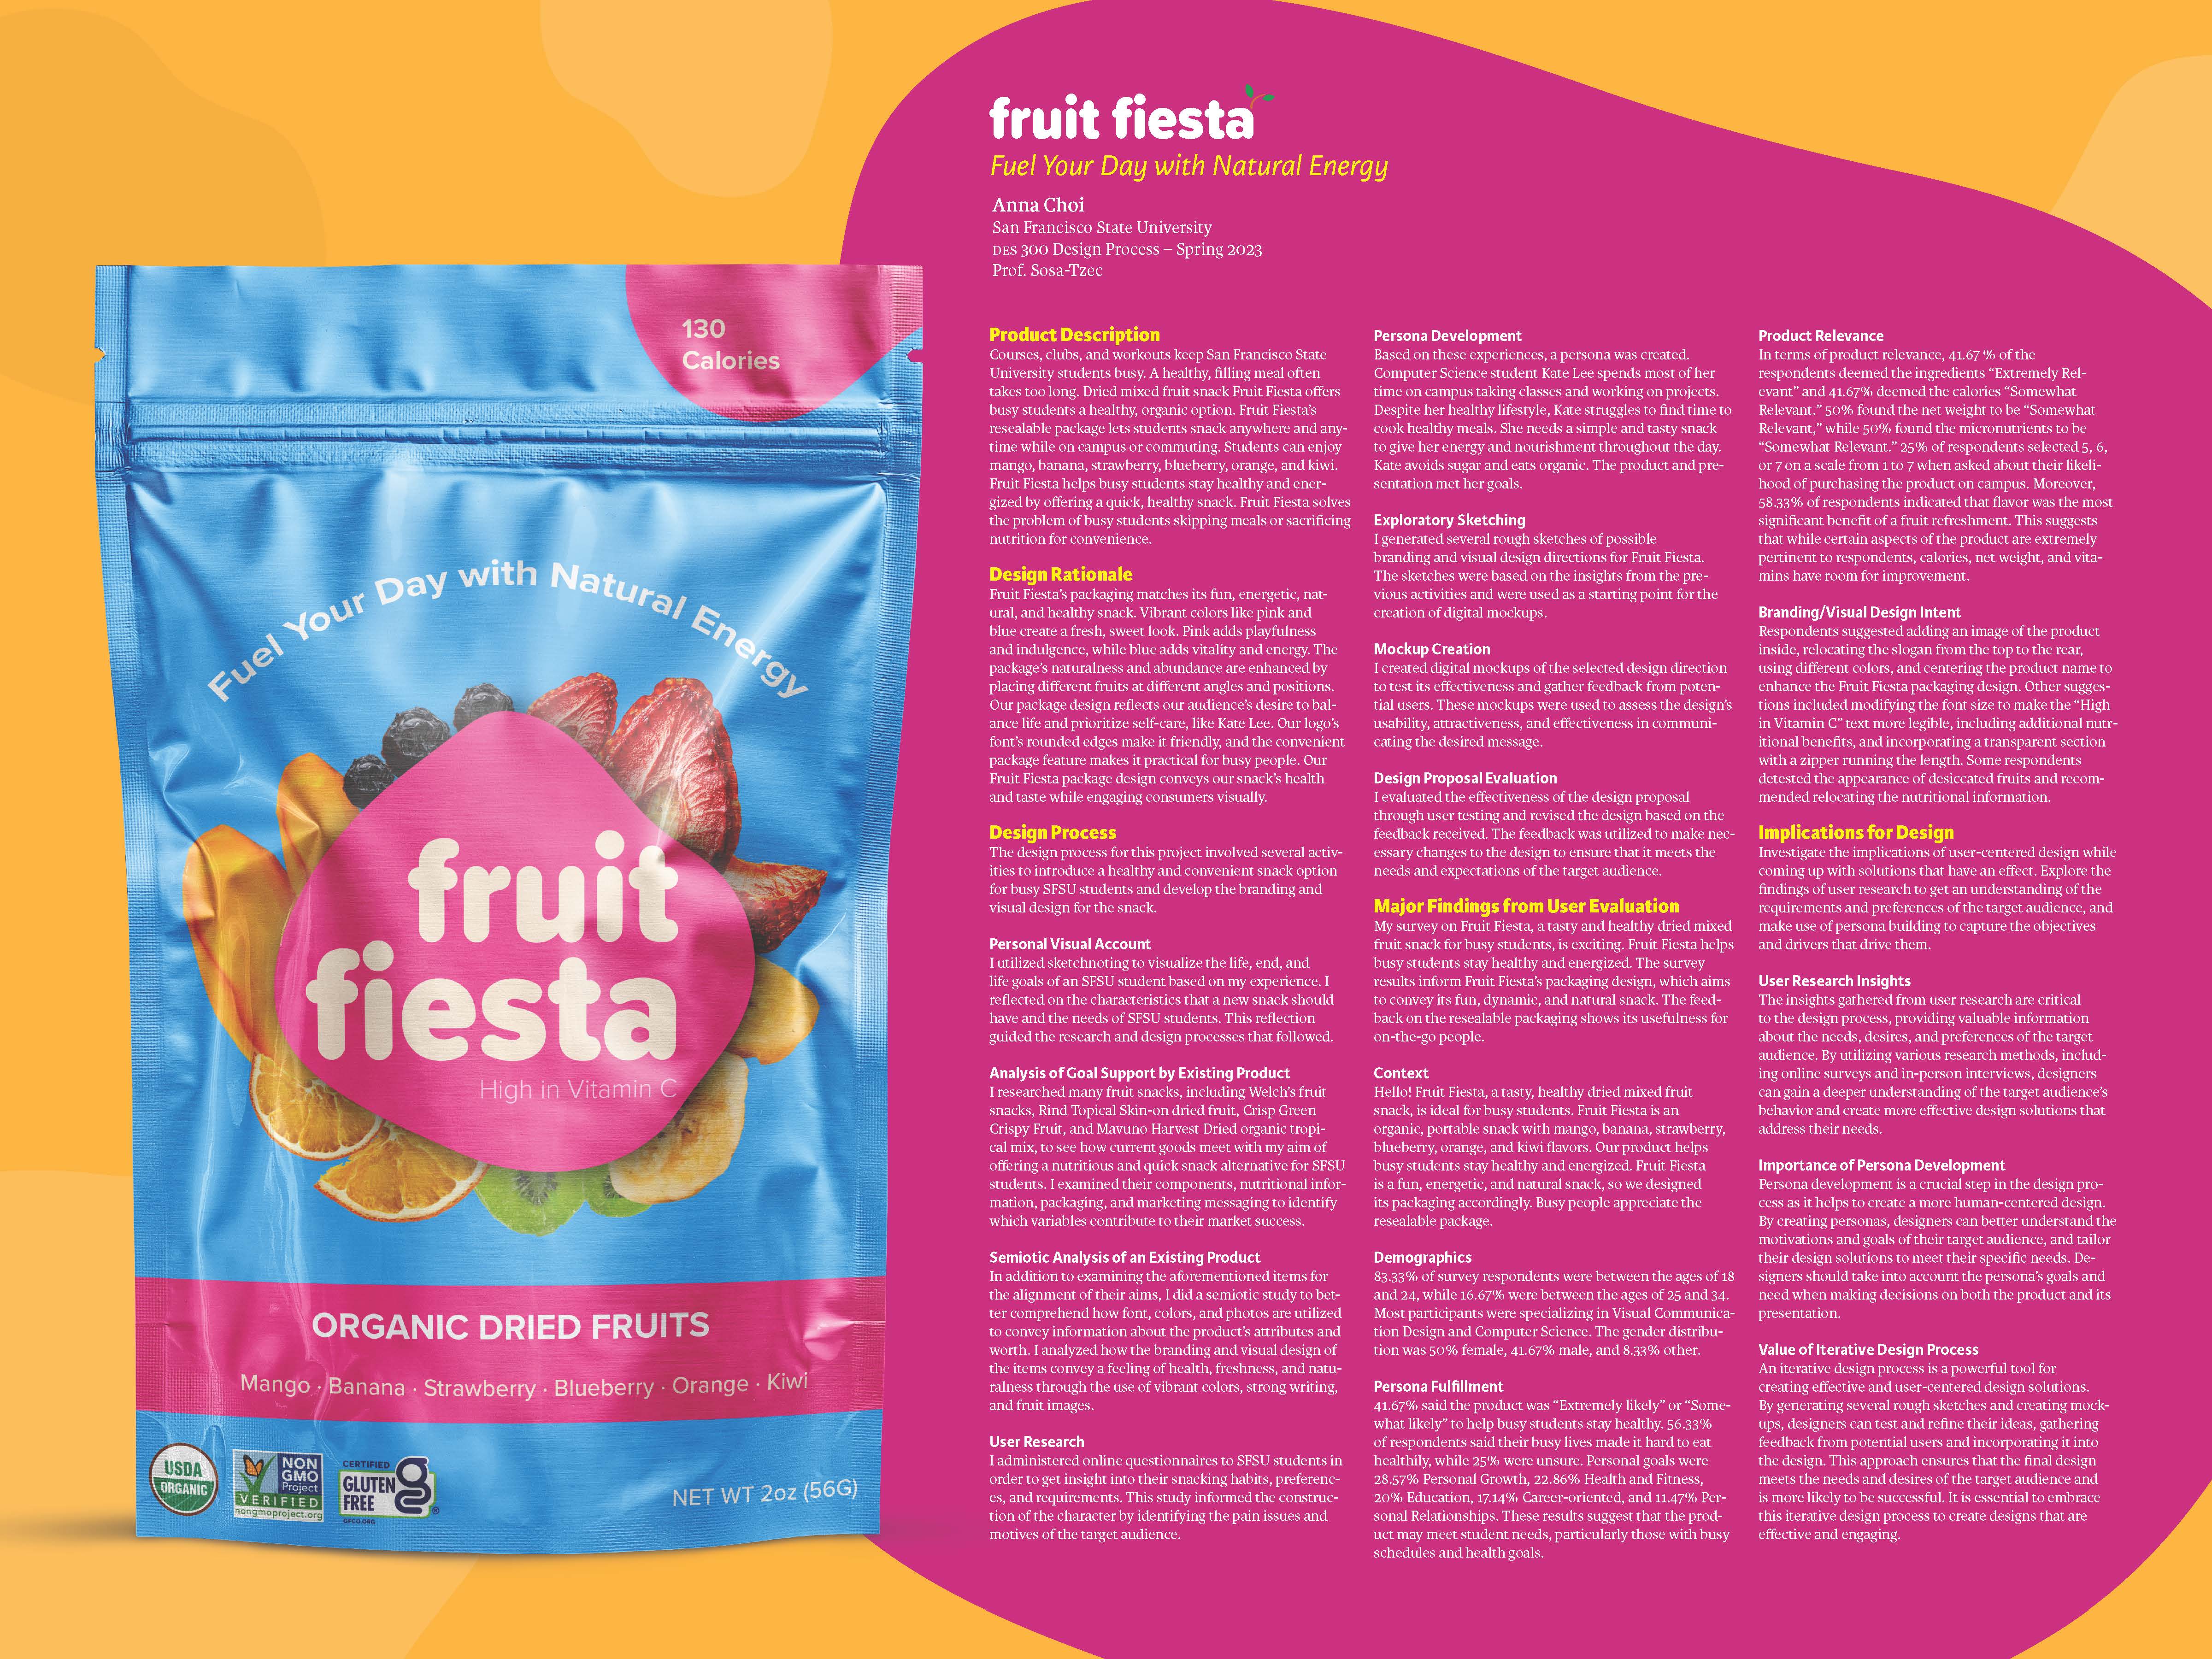 130
Calories
Fuel Your Day with Natural Energy
fruit
fiesta
High in Vitamin C
ORGANIC DRIED FRUITS
Mango · Banana · Strawberry · Blueberry · Orange · Kiwi
USDA
ORGANIC
NON
GMO
Project
VERIFIED
nongmoproject.org
CERTIFIED
GLUTEN
FREE
g
GFCO.ORG
NET WT 2oz (56G)
fruit fiesta
Fuel Your Day with Natural Energy
Anna Choi
San Francisco State University
DES 300 Design Process – Spring 2023
Prof. Sosa-Tzec
Product Description
Courses, clubs, and workouts keep San Francisco State
University students busy. A healthy, filling meal often
takes too long. Dried mixed fruit snack Fruit Fiesta offers
busy students a healthy, organic option. Fruit Fiesta's
resealable package lets students snack anywhere and any-
time while on campus or commuting. Students can enjoy
mango, banana, strawberry, blueberry, orange, and kiwi.
Fruit Fiesta helps busy students stay healthy and ener-
gized by offering a quick, healthy snack. Fruit Fiesta solves
the problem of busy students skipping meals or sacrificing
nutrition for convenience.
Design Rationale
Fruit Fiesta's packaging matches its fun, energetic, nat-
ural, and healthy snack. Vibrant colors like pink and
blue create a fresh, sweet look. Pink adds playfulness
and indulgence, while blue adds vitality and energy. The
package's naturalness and abundance are enhanced by
placing different fruits at different angles and positions.
Our package design reflects our audience's desire to bal-
ance life and prioritize self-care, like Kate Lee. Our logo's
font's rounded edges make it friendly, and the convenient
package feature makes it practical for busy people. Our
Fruit Fiesta package design conveys our snack's health
and taste while engaging consumers visually.
Design Process
The design process for this project involved several activ-
ities to introduce a healthy and convenient snack option
for busy SFSU students and develop the branding and
visual design for the snack.
Personal Visual Account
I utilized sketchnoting to visualize the life, end, and
life goals of an SFSU student based on my experience. I
reflected on the characteristics that a new snack should
have and the needs of SFSU students. This reflection
guided the research and design processes that followed.
Analysis of Goal Support by Existing Product
I researched many fruit snacks, including Welch's fruit
snacks, Rind Topical Skin-on dried fruit, Crisp Green
Crispy Fruit, and Mavuno Harvest Dried organic tropi-
cal mix, to see how current goods meet with my aim of
offering a nutritious and quick snack alternative for SFSU
students. I examined their components, nutritional infor-
mation, packaging, and marketing messaging to identify
which variables contribute to their market success.
Semiotic Analysis of an Existing Product
In addition to examining the aforementioned items for
the alignment of their aims, I did a semiotic study to bet-
ter comprehend how font, colors, and photos are utilized
to convey information about the product's attributes and
worth. I analyzed how the branding and visual design of
the items convey a feeling of health, freshness, and natu-
ralness through the use of vibrant colors, strong writing,
and fruit images.
User Research
I administered online questionnaires to SFSU students in
order to get insight into their snacking habits, preferenc-
es, and requirements. This study informed the construc-
tion of the character by identifying the pain issues and
motives of the target audience.
Persona Development
Based on these experiences, a persona was created.
Computer Science student Kate Lee spends most of her
time on campus taking classes and working on projects.
Despite her healthy lifestyle, Kate struggles to find time to
cook healthy meals. She needs a simple and tasty snack
to give her energy and nourishment throughout the day.
Kate avoids sugar and eats organic. The product and pre-
sentation met her goals.
Exploratory Sketching
I generated several rough sketches of possible
branding and visual design directions for Fruit Fiesta.
The sketches were based on the insights from the pre-
vious activities and were used as a starting point for the
creation of digital mockups.
Mockup Creation
I created digital mockups of the selected design direction
to test its effectiveness and gather feedback from poten-
tial users. These mockups were used to assess the design's
usability, attractiveness, and effectiveness in communi-
cating the desired message.
Design Proposal Evaluation
I evaluated the effectiveness of the design proposal
through user testing and revised the design based on the
feedback received. The feedback was utilized to make nec-
essary changes to the design to ensure that it meets the
needs and expectations of the target audience.
Major Findings from User Evaluation
My survey on Fruit Fiesta, a tasty and healthy dried mixed
fruit snack for busy students, is exciting. Fruit Fiesta helps
busy students stay healthy and energized. The survey
results inform Fruit Fiesta's packaging design, which aims
to convey its fun, dynamic, and natural snack. The feed-
back on the resealable packaging shows its usefulness for
on-the-go people.
Context
Hello! Fruit Fiesta, a tasty, healthy dried mixed fruit
snack, is ideal for busy students. Fruit Fiesta is an
organic, portable snack with mango, banana, strawberry,
blueberry, orange, and kiwi flavors. Our product helps
busy students stay healthy and energized. Fruit Fiesta
is a fun, energetic, and natural snack, so we designed
its packaging accordingly. Busy people appreciate the
resealable package.
Demographics
83.33% of survey respondents were between the ages of 18
and 24, while 16.67% were between the ages of 25 and 34.
Most participants were specializing in Visual Communica-
tion Design and Computer Science. The gender distribu-
tion was 50% female, 41.67% male, and 8.33% other.
Persona Fulfillment
41.67% said the product was “Extremely likely” or “Some-
what likely” to help busy students stay healthy. 56.33%
of respondents said their busy lives made it hard to eat
healthily, while 25% were unsure. Personal goals were
28.57% Personal Growth, 22.86% Health and Fitness,
20% Education, 17.14% Career-oriented, and 11.47% Per-
sonal Relationships. These results suggest that the prod-
uct may meet student needs, particularly those with busy
schedules and health goals.
Product Relevance
In terms of product relevance, 41.67 % of the
respondents deemed the ingredients “Extremely Rel-
evant” and 41.67% deemed the calories “Somewhat
Relevant.” 50% found the net weight to be “Somewhat
Relevant,” while 50% found the micronutrients to be
“Somewhat Relevant.” 25% of respondents selected 5, 6,
or 7 on a scale from 1 to 7 when asked about their likeli-
hood of purchasing the product on campus. Moreover,
58.33% of respondents indicated that flavor was the most
significant benefit of a fruit refreshment. This suggests
that while certain aspects of the product are extremely
pertinent to respondents, calories, net weight, and vita-
mins have room for improvement.
Branding/Visual Design Intent
Respondents suggested adding an image of the product
inside, relocating the slogan from the top to the rear,
using different colors, and centering the product name to
enhance the Fruit Fiesta packaging design. Other sugges-
tions included modifying the font size to make the “High
in Vitamin C” text more legible, including additional nutr-
itional benefits, and incorporating a transparent section
with a zipper running the length. Some respondents
detested the appearance of desiccated fruits and recom-
mended relocating the nutritional information.
Implications for Design
Investigate the implications of user-centered design while
coming up with solutions that have an effect. Explore the
findings of user research to get an understanding of the
requirements and preferences of the target audience, and
make use of persona building to capture the objectives
and drivers that drive them.
User Research Insights
The insights gathered from user research are critical
to the design process, providing valuable information
about the needs, desires, and preferences of the target
audience. By utilizing various research methods, includ-
ing online surveys and in-person interviews, designers
can gain a deeper understanding of the target audience's
behavior and create more effective design solutions that
address their needs.
Importance of Persona Development
Persona development is a crucial step in the design pro-
cess as it helps to create a more human-centered design.
By creating personas, designers can better understand the
motivations and goals of their target audience, and tailor
their design solutions to meet their specific needs. De-
signers should take into account the persona's goals and
need when making decisions on both the product and its
presentation.
Value of Iterative Design Process
An iterative design process is a powerful tool for
creating effective and user-centered design solutions.
By generating several rough sketches and creating mock-
ups, designers can test and refine their ideas, gathering
feedback from potential users and incorporating it into
the design. This approach ensures that the final design
meets the needs and desires of the target audience and
is more likely to be successful. It is essential to embrace
this iterative design process to create designs that are
effective and engaging.